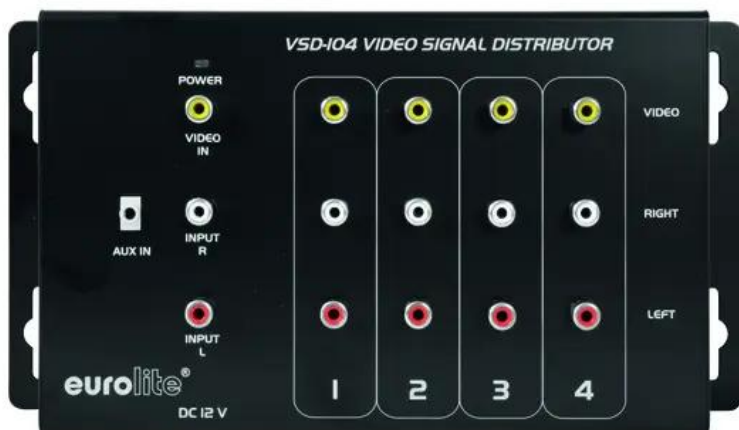 VSD-104 VIDEO SIGNAL DISTRIBUTOR
POWER
VIDEO
IN
VIDEO
AUX IN
INPUT
R
RIGHT
INPUT
L
LEFT
eurolite®
1 2 3 4
DC 12 V